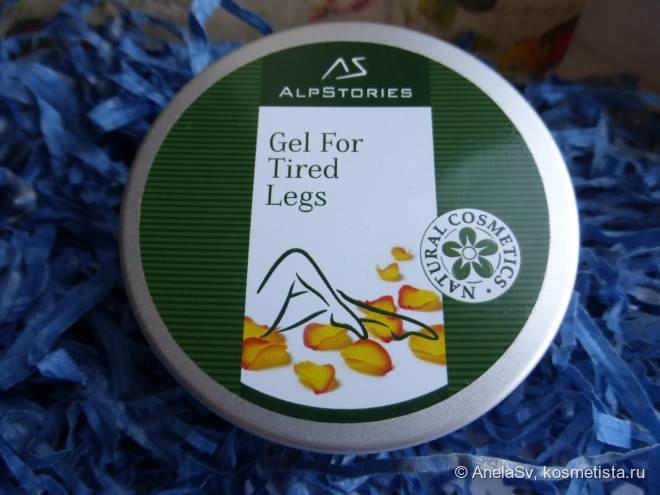 AS
ALPSTORIES
Gel For
Tired
Legs
NATURAL COSMETICS •
© AnelaSv, kosmetista.ru